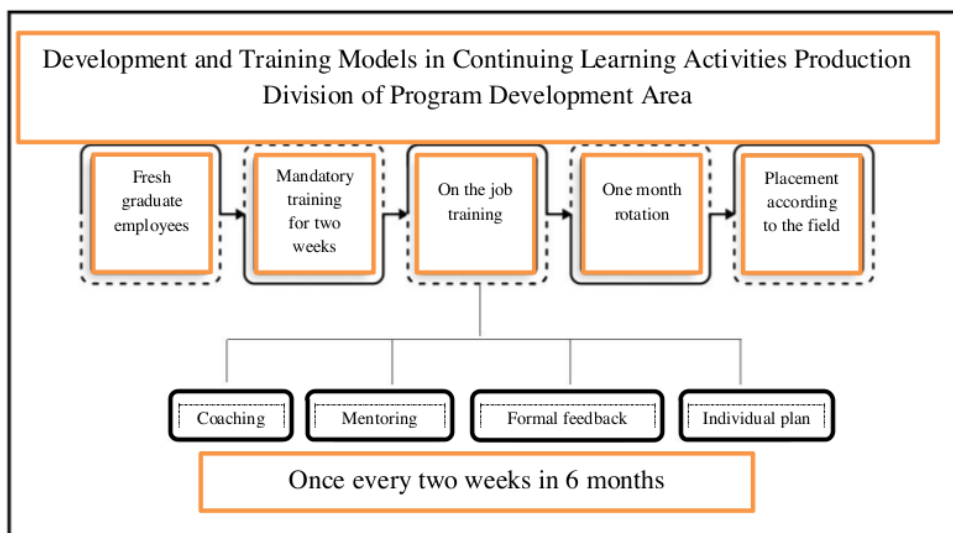 Development and Training Models in Continuing Learning Activities Production
Division of Program Development Area
Fresh
graduate
employees
Mandatory
training
for two
weeks
On the job
training
One month
rotation
Placement
according
to the field
Coaching
Mentoring
Formal feedback
Individual plan
Once every two weeks in 6 months